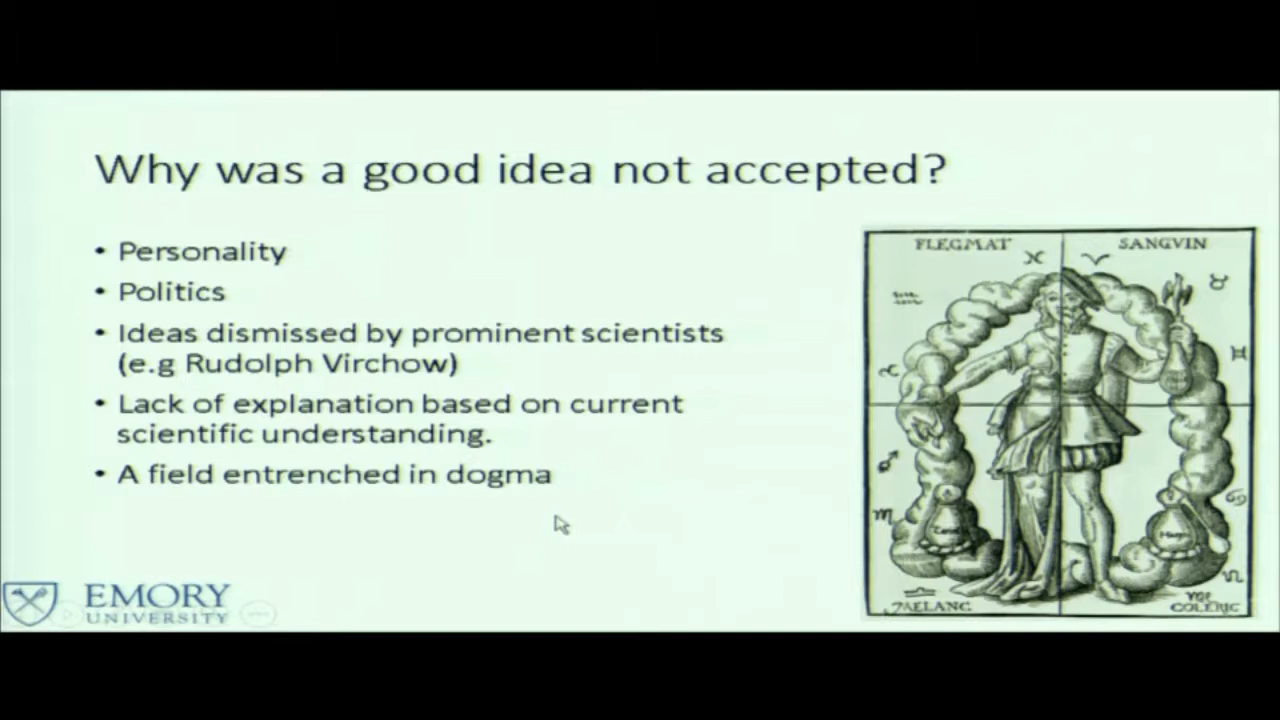 Why was a good idea not accepted?
• Personality
• Politics
• Ideas dismissed by prominent scientists
(e.g Rudolph Virchow)
• Lack of explanation based on current
scientific understanding.
• A field entrenched in dogma
FLEGMAT
SANGVIN
COLERIC
EMORY
UNIVERSITY